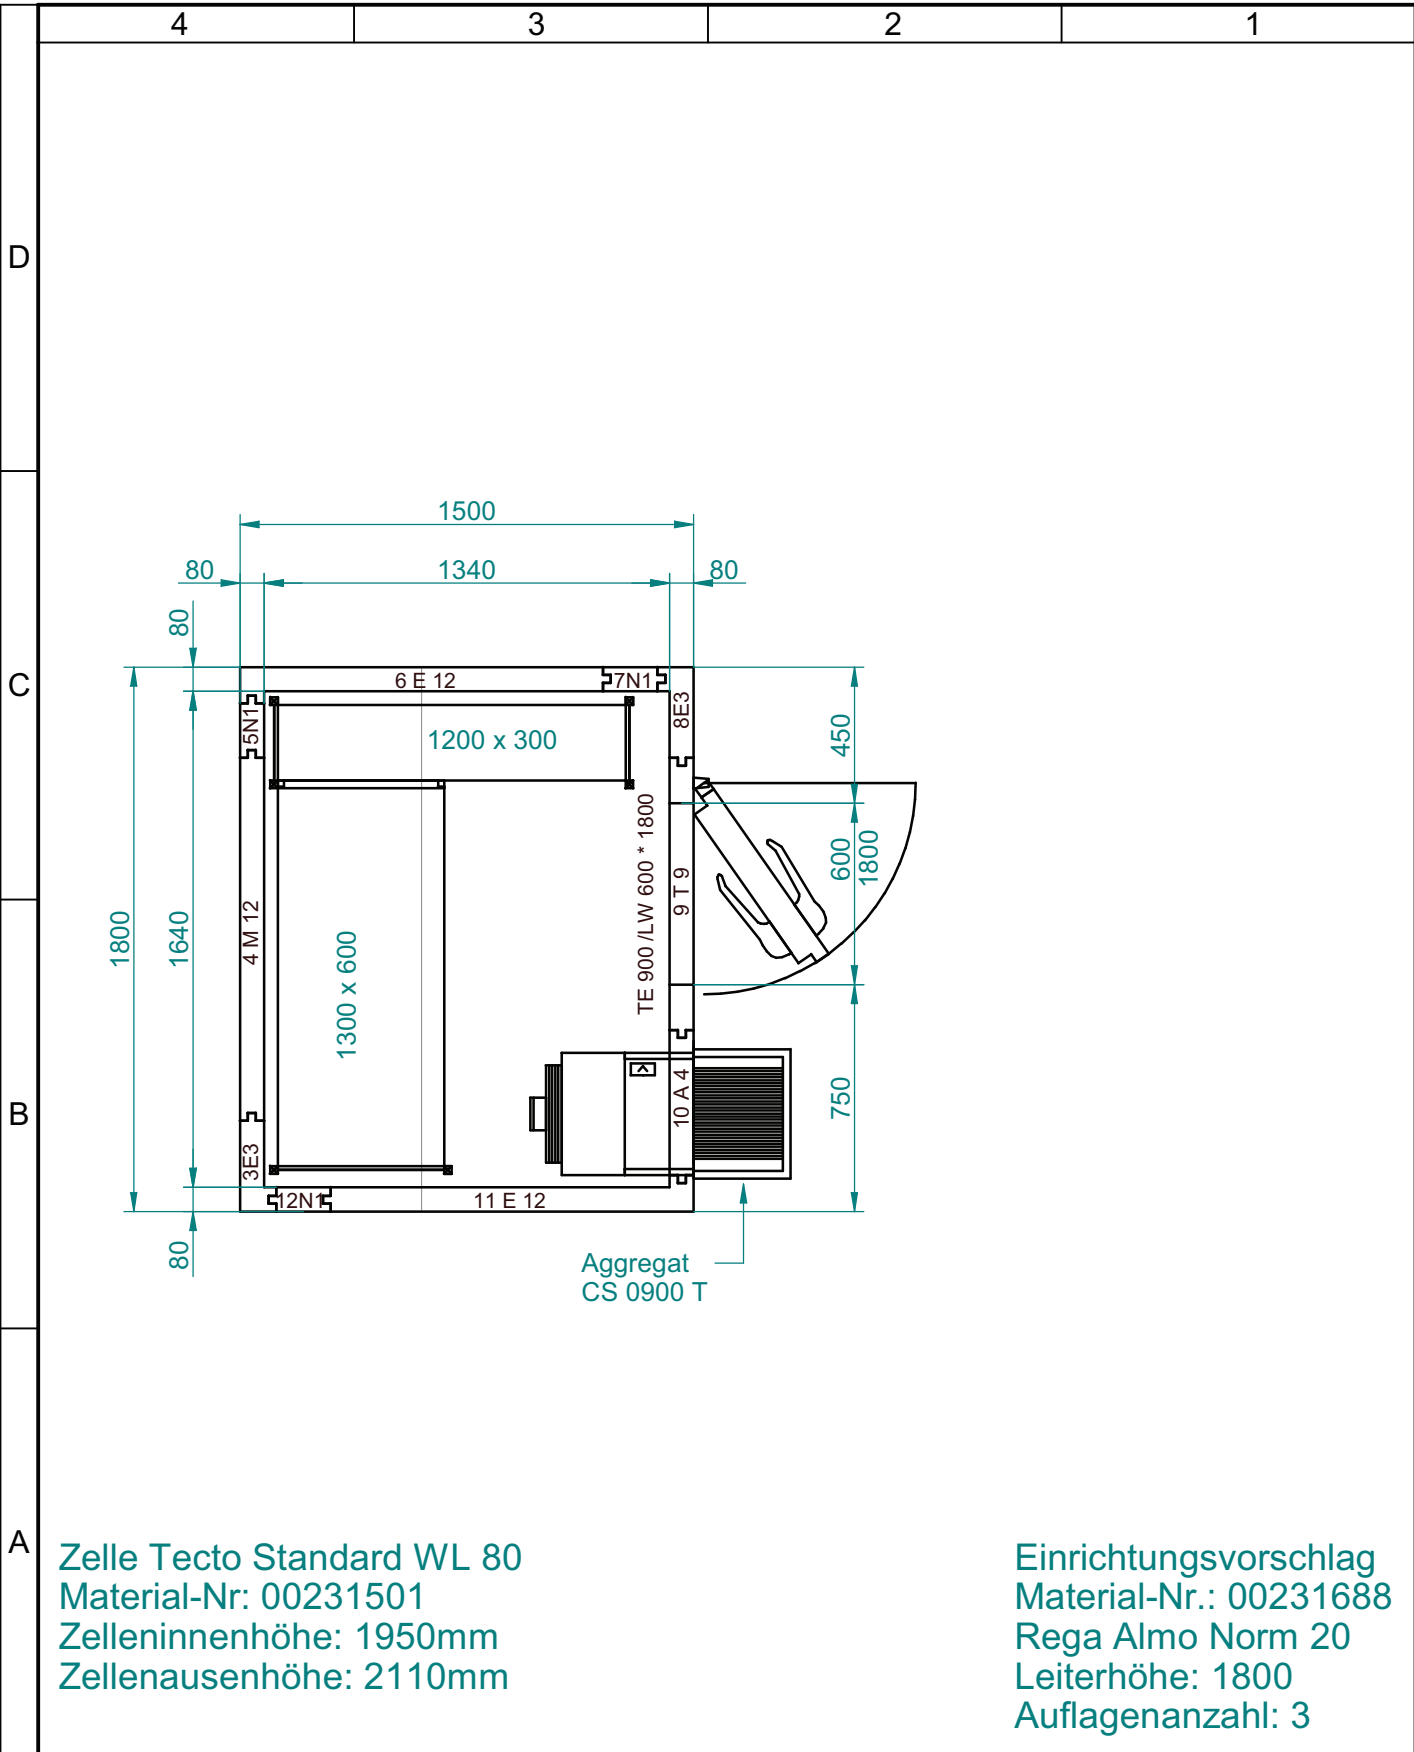 4
3
2
1
D
C
B
A
1500
80
1340
80
80
6 E 12
7N1
5N1
8E3
1200 x 300
450
TE 900 /LW 600 * 1800
600
1800
9 T 9
1800
1640
4 M 12
1300 x 600
10 A 4
750
3E3
12N1
11 E 12
80
Aggregat
CS 0900 T
Zelle Tecto Standard WL 80
Material-Nr: 00231501
Zelleninnenhöhe: 1950mm
Zellenausenhöhe: 2110mm
Einrichtungsvorschlag
Material-Nr.: 00231688
Rega Almo Norm 20
Leiterhöhe: 1800
Auflagenanzahl: 3